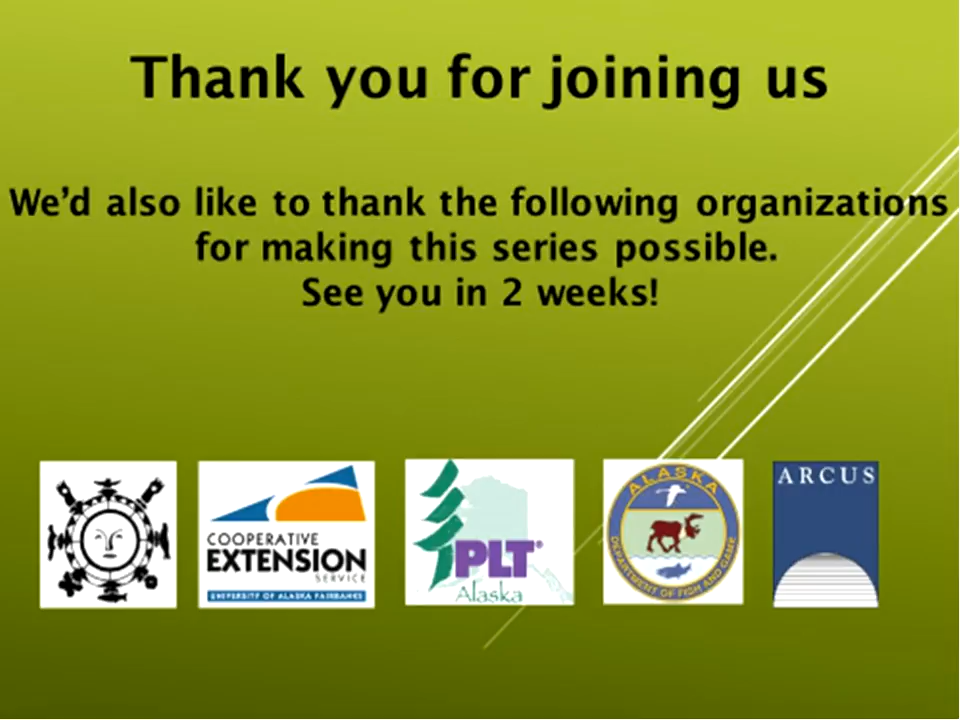 Thank you for joining us
We'd also like to thank the following organizations
for making this series possible.
See you in 2 weeks!
COOPERATIVE
EXTENSION
SERVICE
UNIVERSITY OF ALASKA FAIRBANKS
PLT®
Alaska
ALASKA
DEPARTMENT OF FISH AND GAME
ARCUS